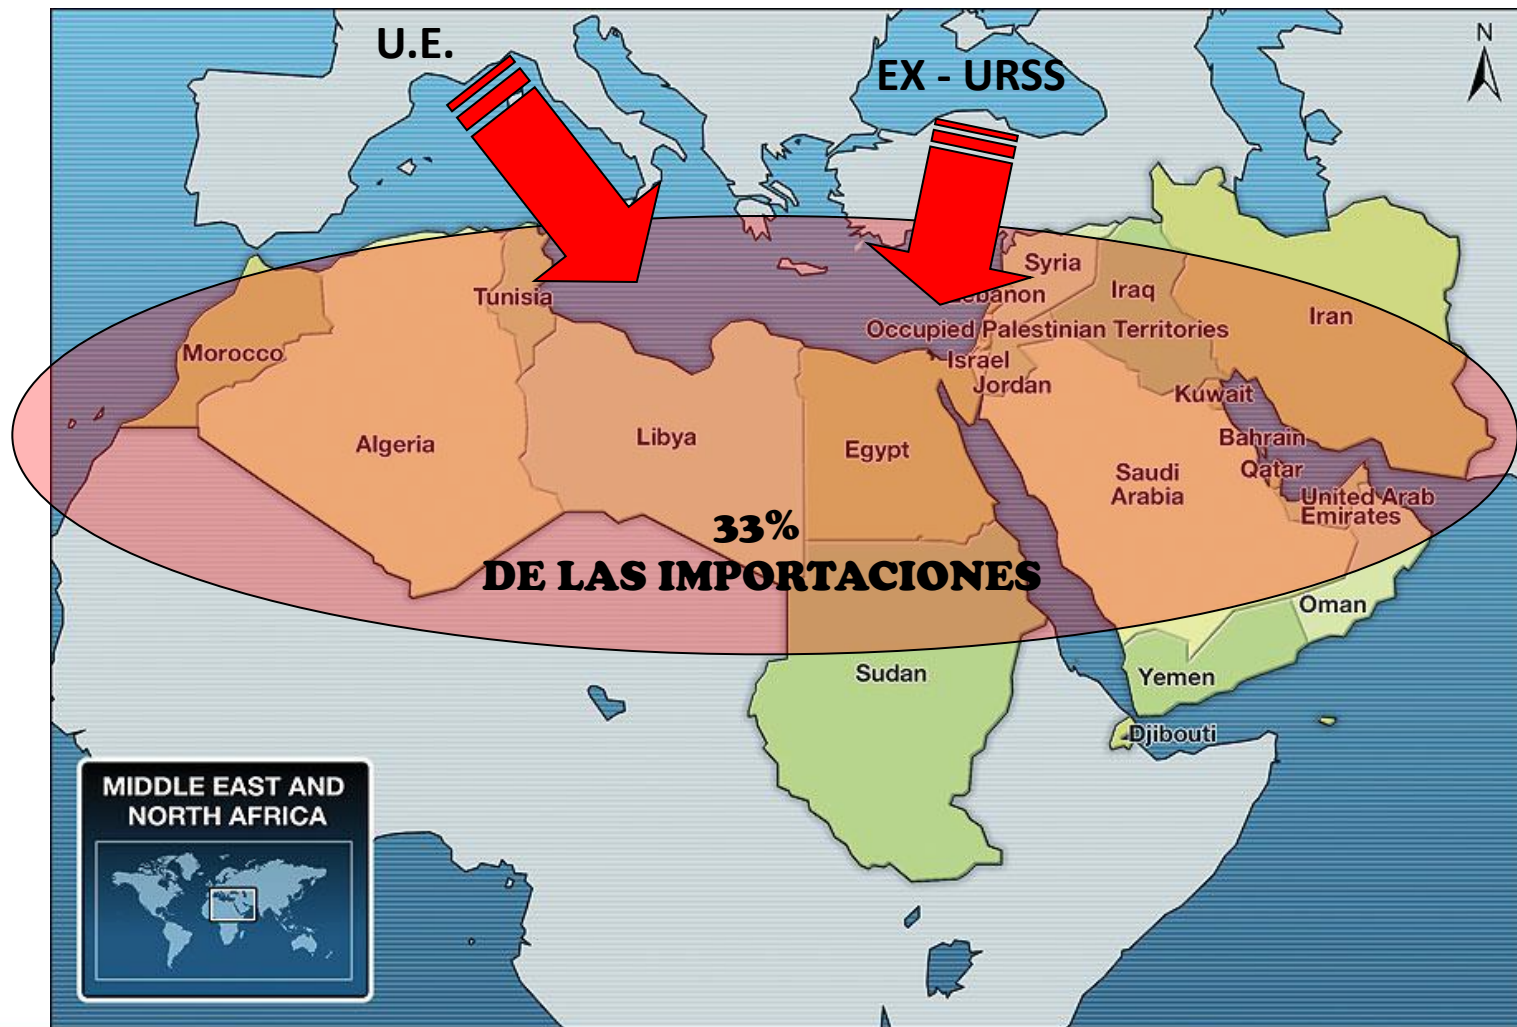 U.E.
EX - URSS
N
Syria
Lebanon
Iraq
Iran
Tunisia
Occupied Palestinian Territories
Israel
Jordan
Morocco
Kuwait
Algeria
Libya
Egypt
Bahrain
Qatar
Saudi
Arabia
United Arab
Emirates
33%
DE LAS IMPORTACIONES
Oman
Sudan
Yemen
Djibouti
MIDDLE EAST AND
NORTH AFRICA